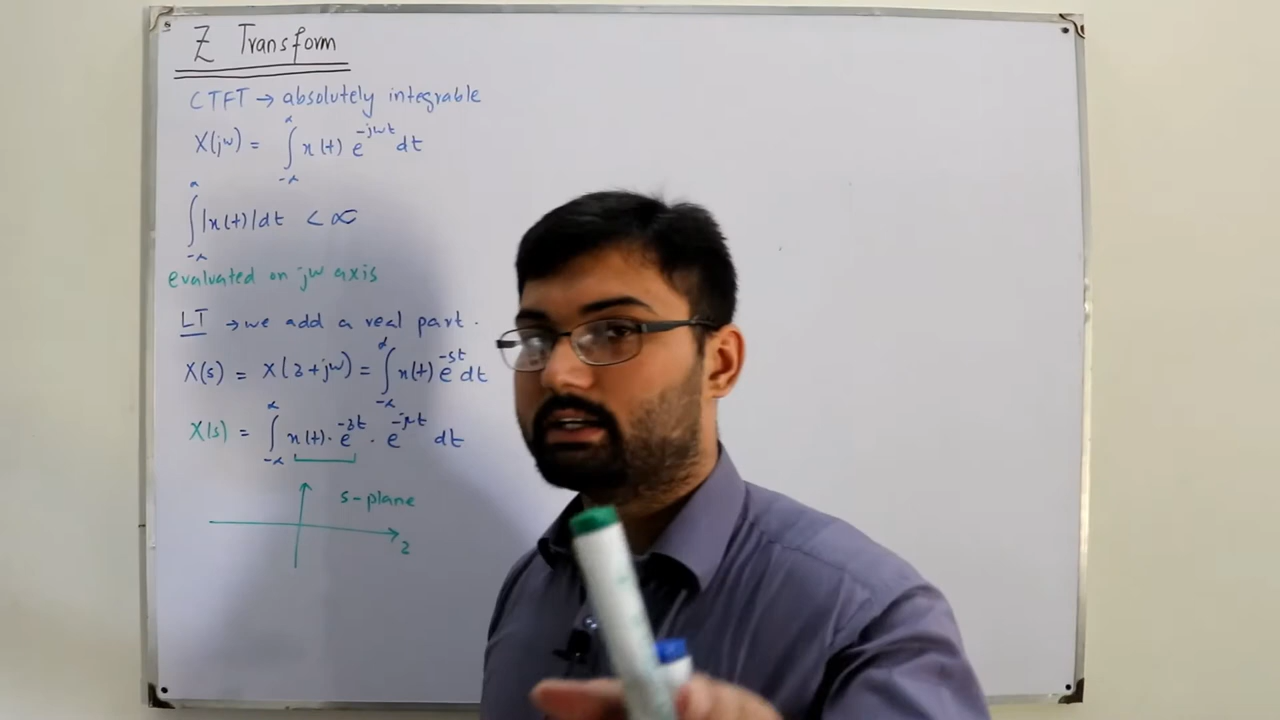 Z Transform
CTFT → absolutely integrable
X(jω) = ∫_{-∞}^{∞} x(t) e^{-jωt} dt
∫_{-∞}^{∞} |x(t)| dt < ∞
evaluated on jω axis
LT → we add a real part.
X(s) = X(σ+jω) = ∫_{-∞}^{∞} x(t) e^{-st} dt
X(s) = ∫_{-∞}^{∞} x(t) · e^{-σt} · e^{-jωt} dt
s-plane
σ